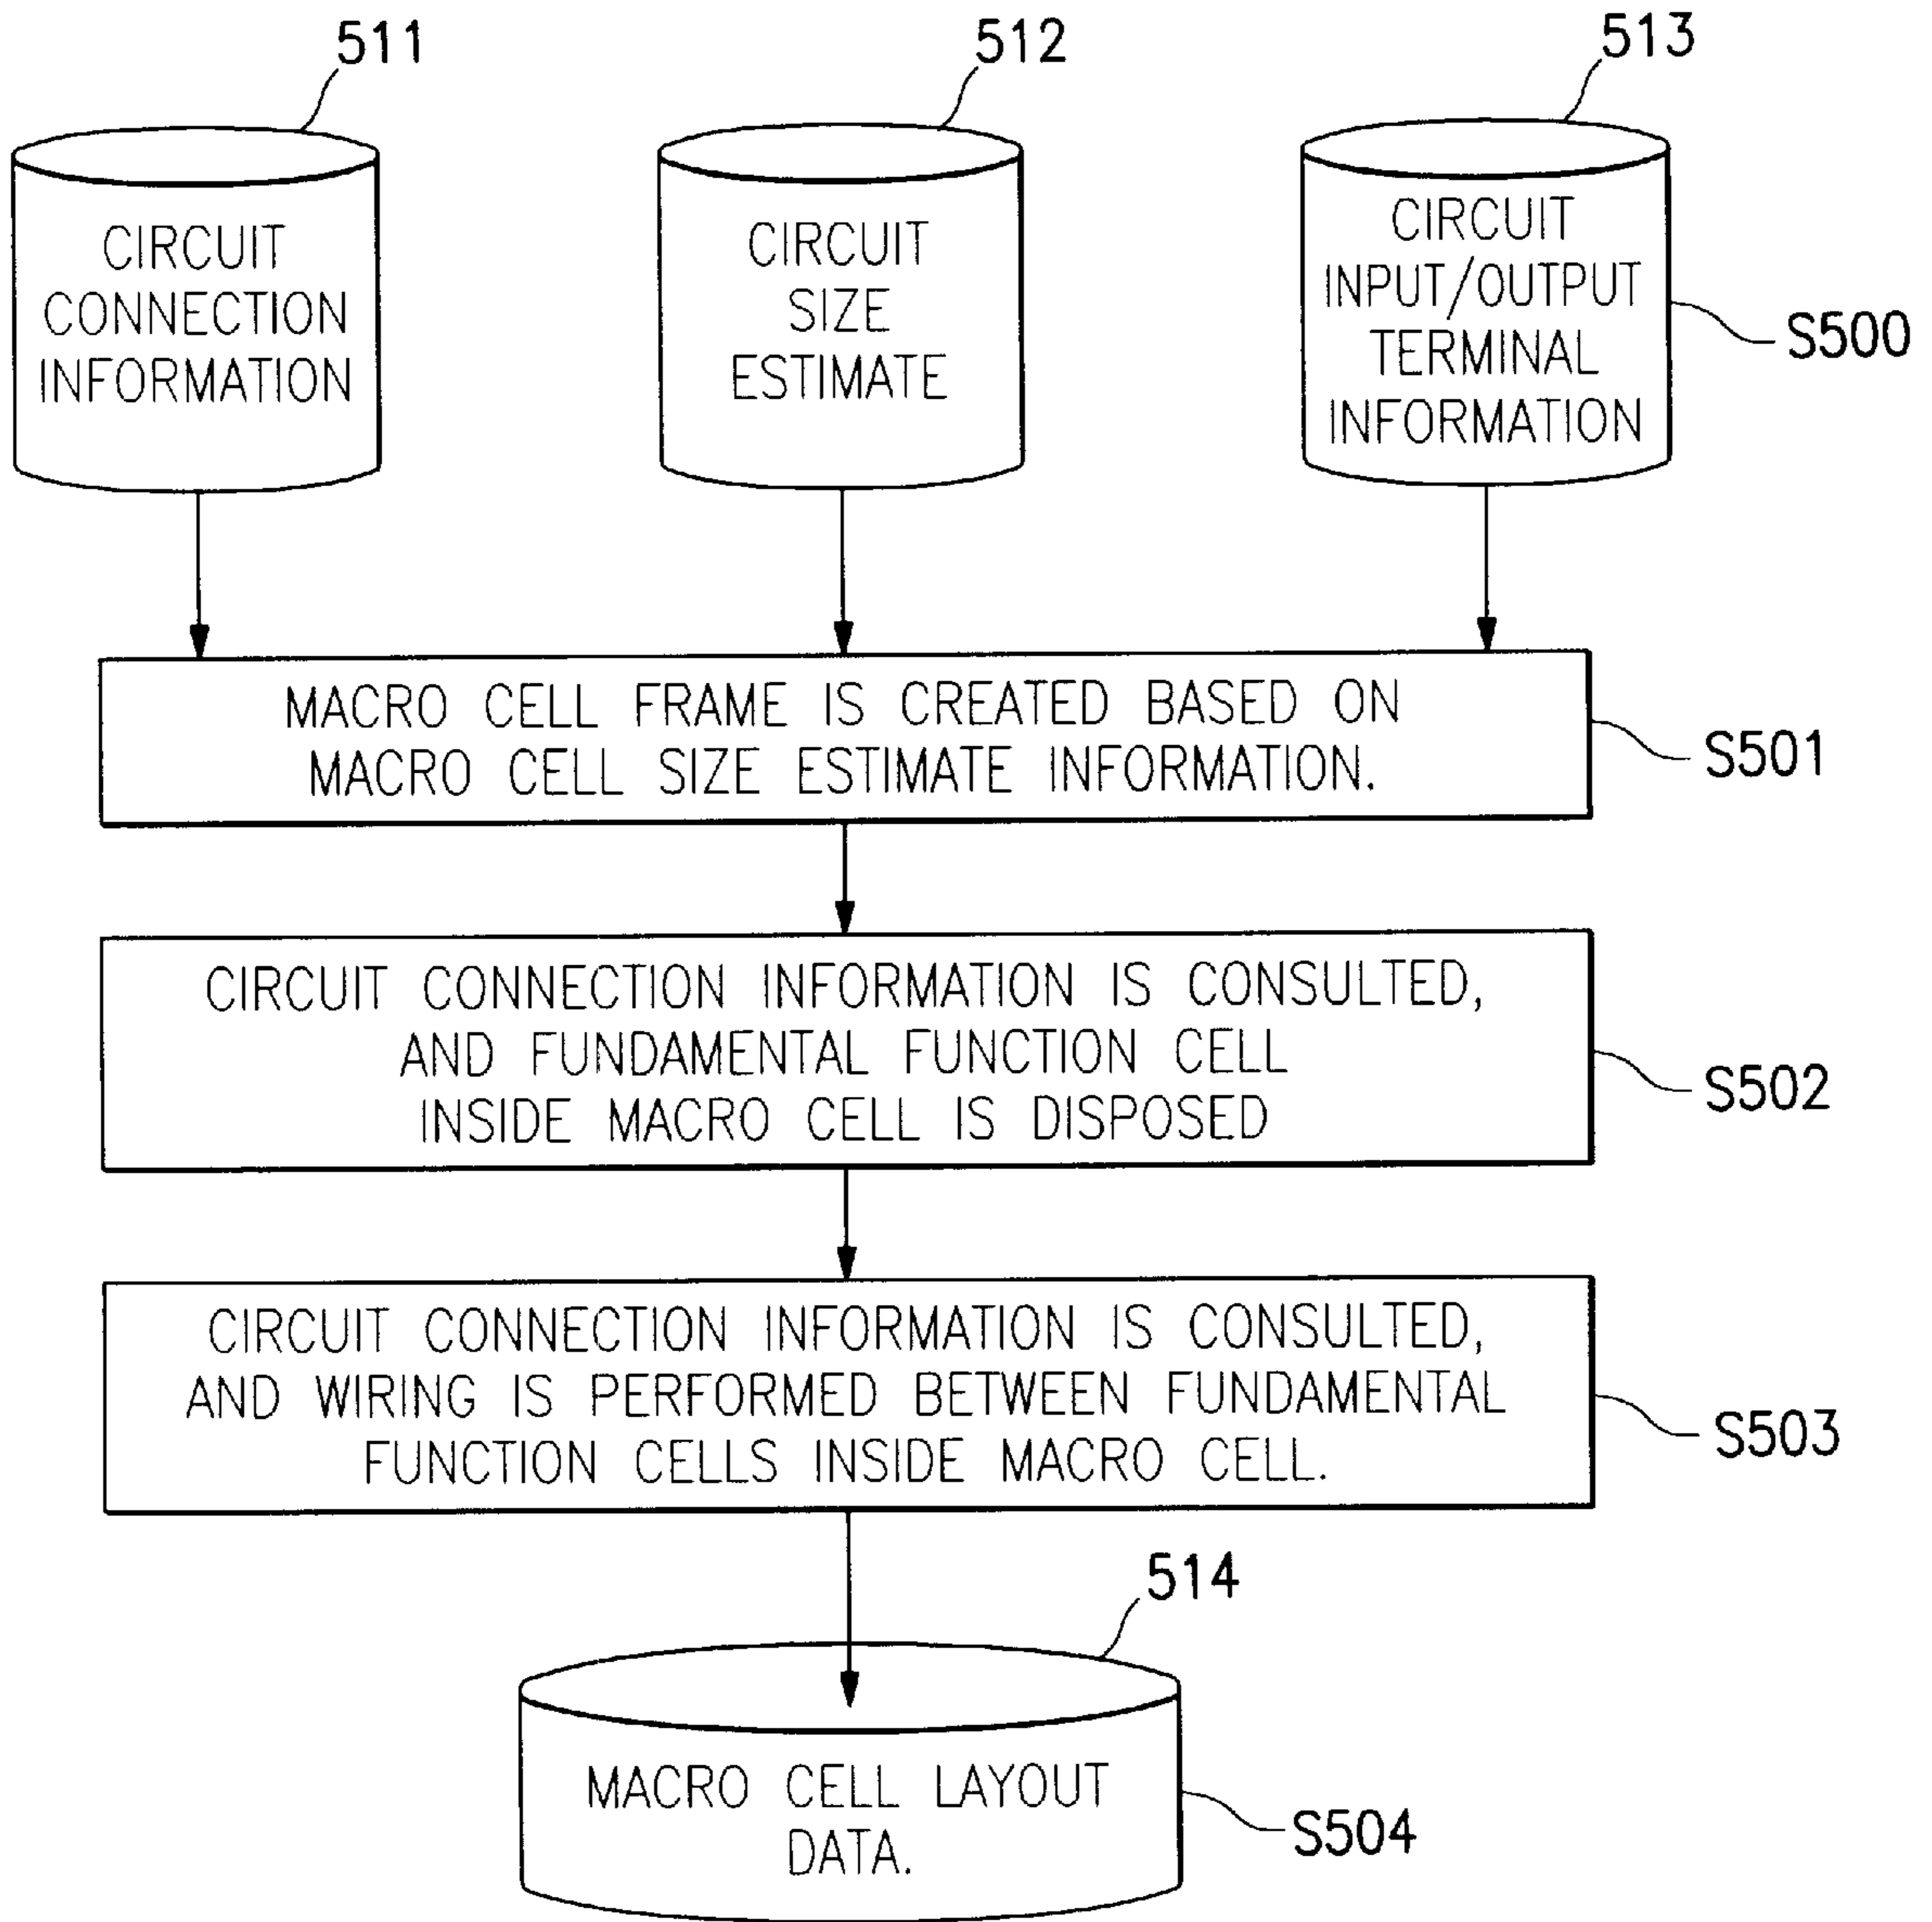 511
512
513
CIRCUIT
CONNECTION
INFORMATION
CIRCUIT
SIZE
ESTIMATE
CIRCUIT
INPUT/OUTPUT
TERMINAL
INFORMATION
S500
MACRO CELL FRAME IS CREATED BASED ON
MACRO CELL SIZE ESTIMATE INFORMATION.
S501
CIRCUIT CONNECTION INFORMATION IS CONSULTED,
AND FUNDAMENTAL FUNCTION CELL
INSIDE MACRO CELL IS DISPOSED
S502
CIRCUIT CONNECTION INFORMATION IS CONSULTED,
AND WIRING IS PERFORMED BETWEEN FUNDAMENTAL
FUNCTION CELLS INSIDE MACRO CELL.
S503
514
MACRO CELL LAYOUT
DATA.
S504